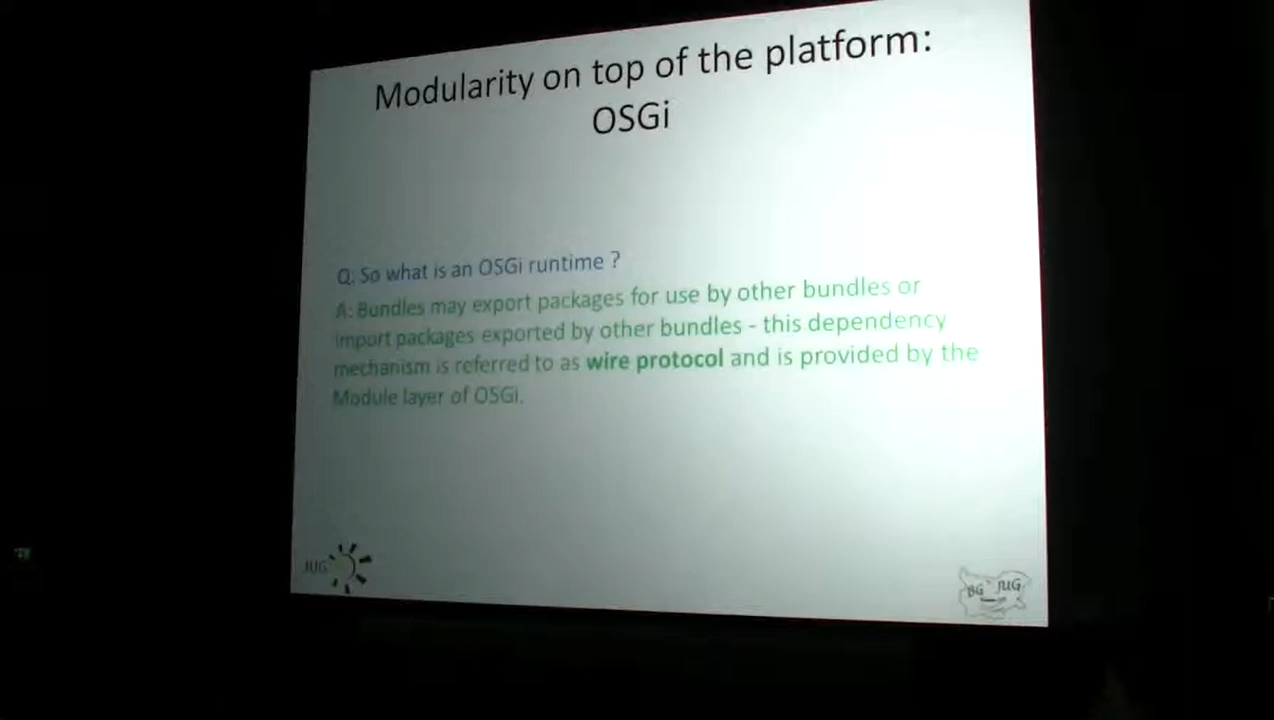 Modularity on top of the platform:
OSGi
Q: So what is an OSGi runtime ?
A: Bundles may export packages for use by other bundles or
import packages exported by other bundles - this dependency
mechanism is referred to as wire protocol and is provided by the
Module layer of OSGi.
JUG
BG JUG